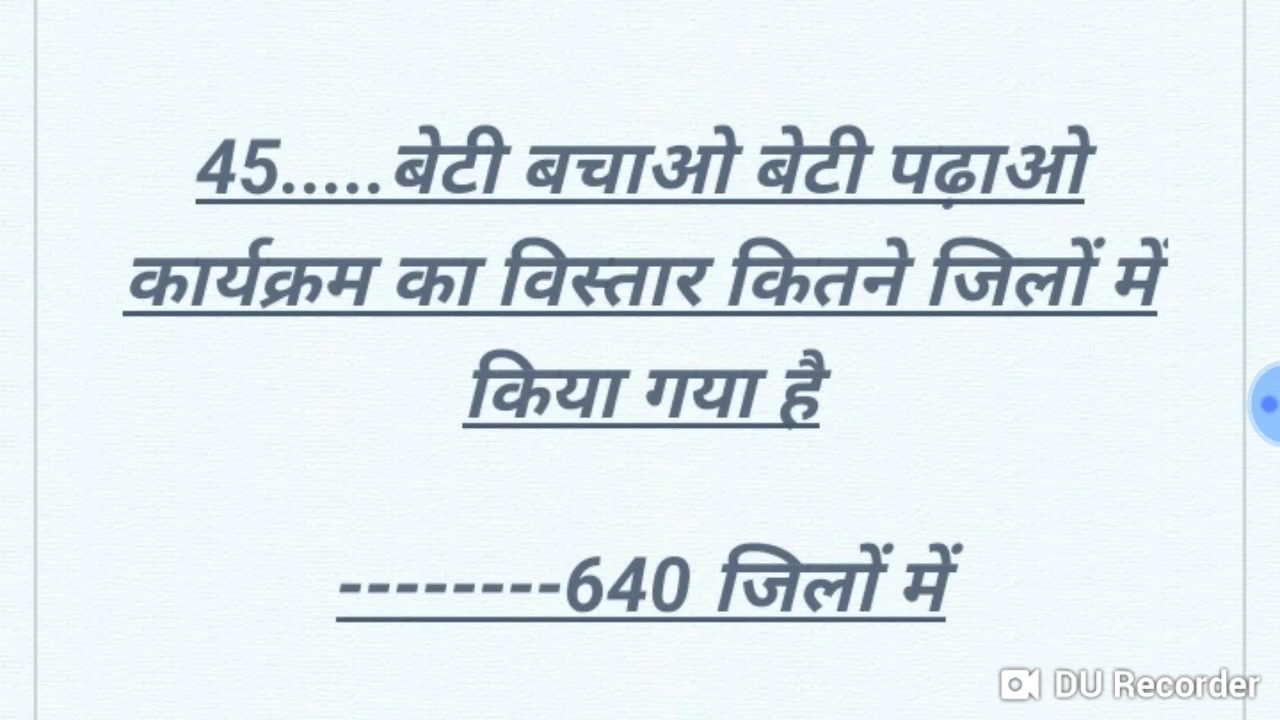 45.....बेटी बचाओ बेटी पढ़ाओ
कार्यक्रम का विस्तार कितने जिलों में
किया गया है
--------640 जिलों में
DU Recorder